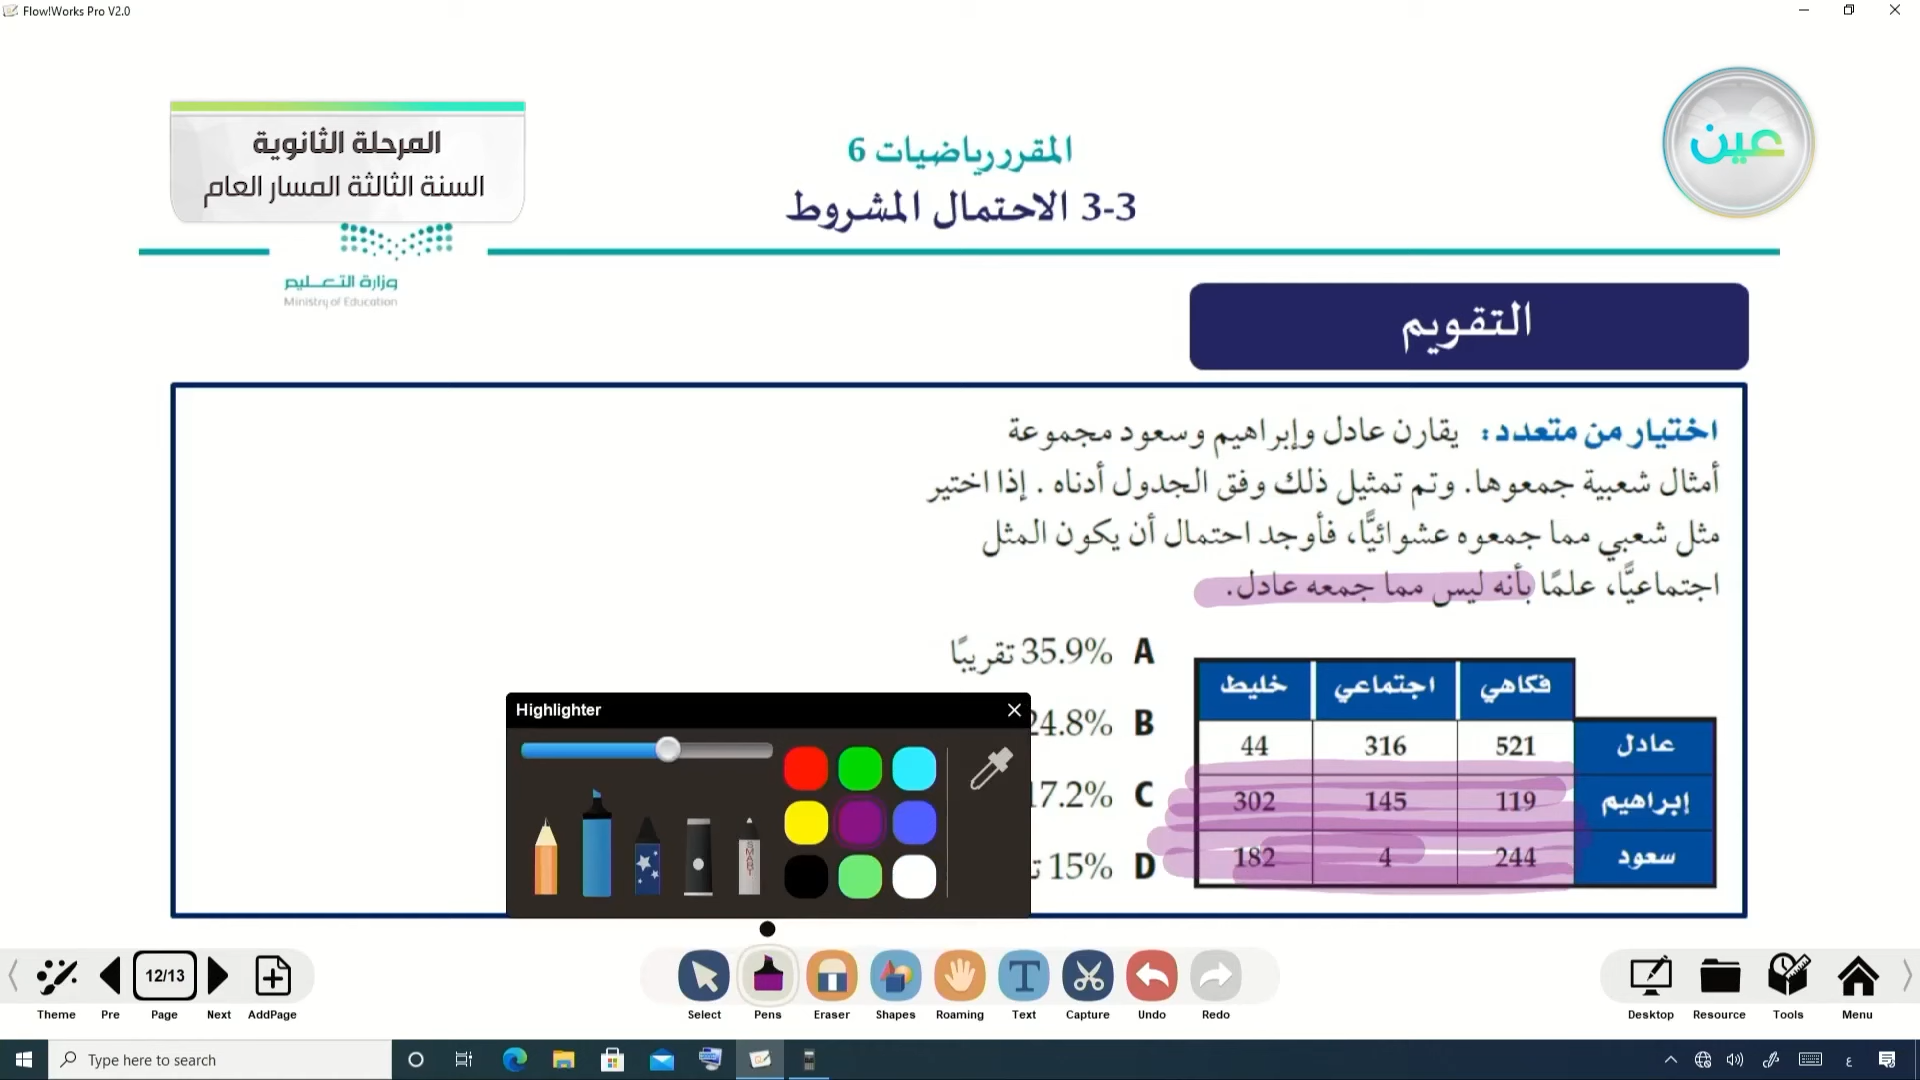 Flow!Works Pro V2.0
عين
المقرر رياضيات 6
3-3 الاحتمال المشروط
المرحلة الثانوية
السنة الثالثة المسار العام
وزارة التعليم
Ministry of Education
التقويم
اختيار من متعدد: يقارن عادل وإبراهيم وسعود مجموعة
أمثال شعبية جمعوها. وتم تمثيل ذلك وفق الجدول أدناه. إذا اختير
مثل شعبي مما جمعوه عشوائيًّا، فأوجد احتمال أن يكون المثل
اجتماعيًّا، علمًا بأنه ليس مما جمعه عادل.
فكاهي اجتماعي خليط
عادل 521 316 44
إبراهيم 119 145 302
سعود 244 4 182
A 35.9% تقريبًا
B 24.8%
C 17.2%
D 15%
Highlighter
SMART
12/13
Theme Pre Page Next AddPage
Select Pens Eraser Shapes Roaming Text Capture Undo Redo
Desktop Resource Tools Menu
Type here to search
ع